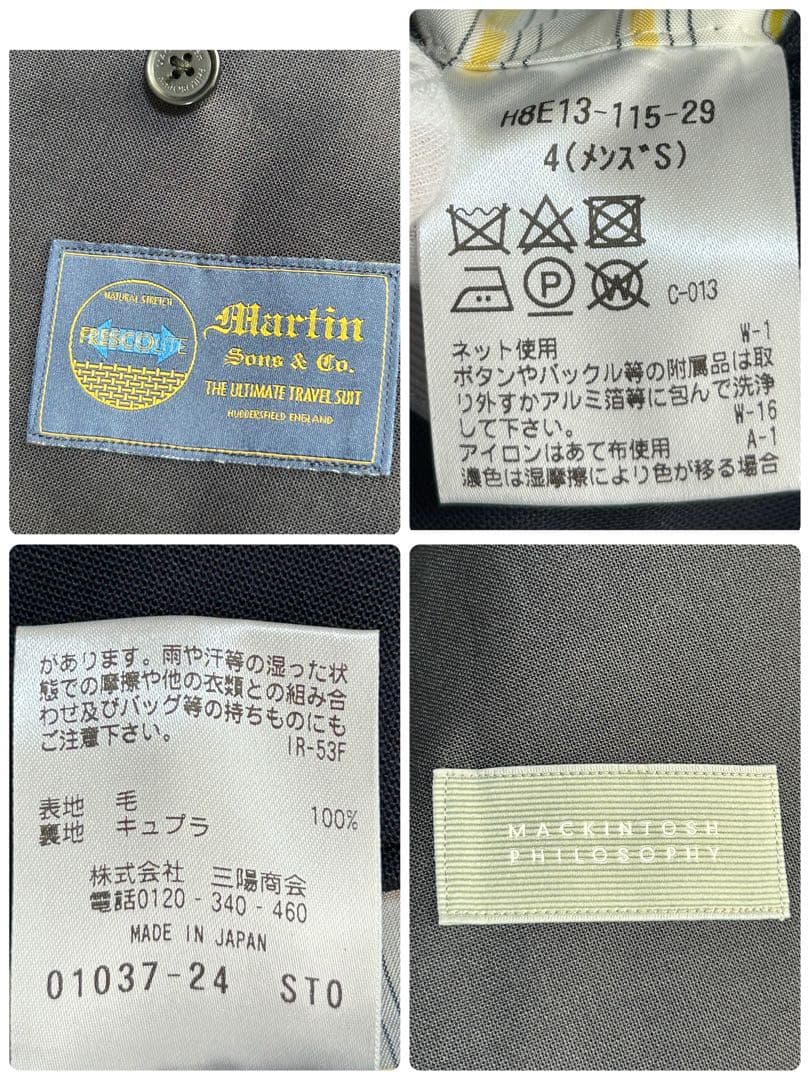 NATURAL STRETCH
FRESCOLITE
Martin
Sons & Co.
THE ULTIMATE TRAVEL SUIT
HUDDERSFIELD ENGLAND
H8E13-115-29
4(メンズS)
P
W
C-013
W-1
ネット使用
ボタンやバックル等の附属品は取
り外すかアルミ箔等に包んで洗浄
して下さい。
W-16
アイロンはあて布使用
A-1
濃色は湿摩擦により色が移る場合
があります。雨や汗等の湿った状
態での摩擦や他の衣類との組み合
わせ及びバッグ等の持ちものにも
ご注意下さい。
IR-53F
表地 毛
裏地 キュプラ 100%
株式会社 三陽商会
電話0120-340-460
MADE IN JAPAN
01037-24 STO
MACKINTOSH
PHILOSOPHY